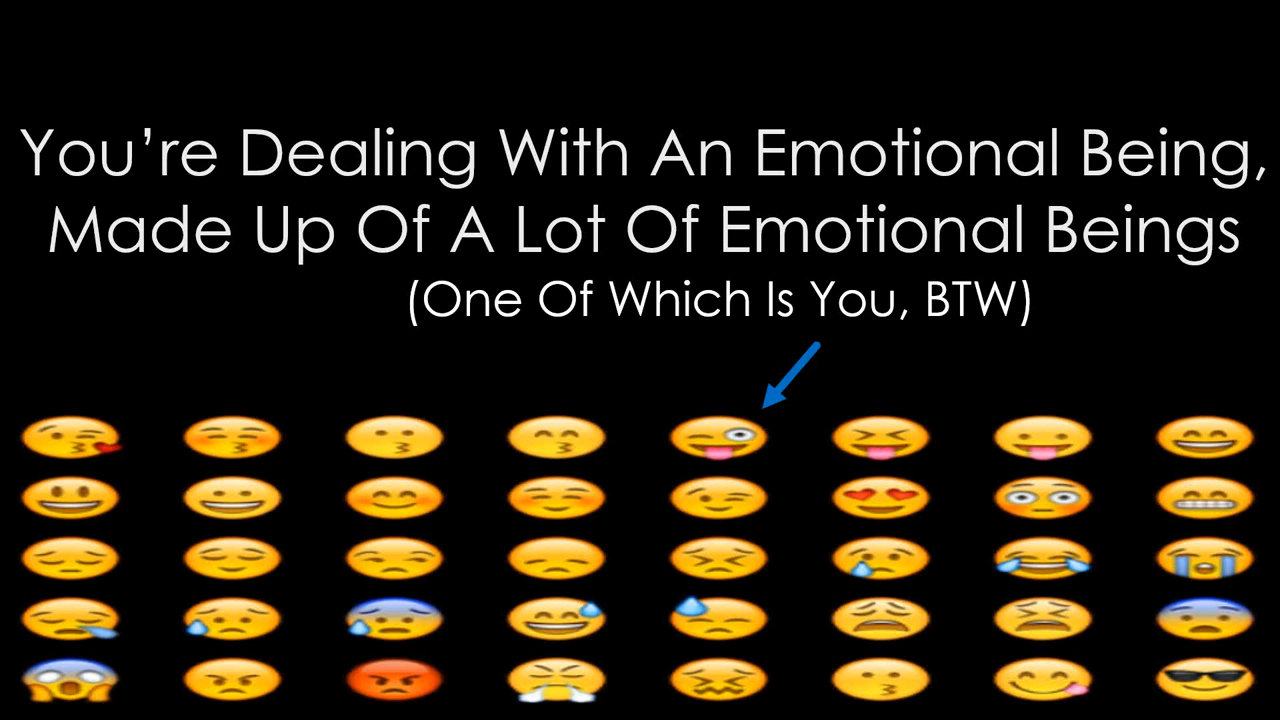 You’re Dealing With An Emotional Being,
Made Up Of A Lot Of Emotional Beings
(One Of Which Is You, BTW)